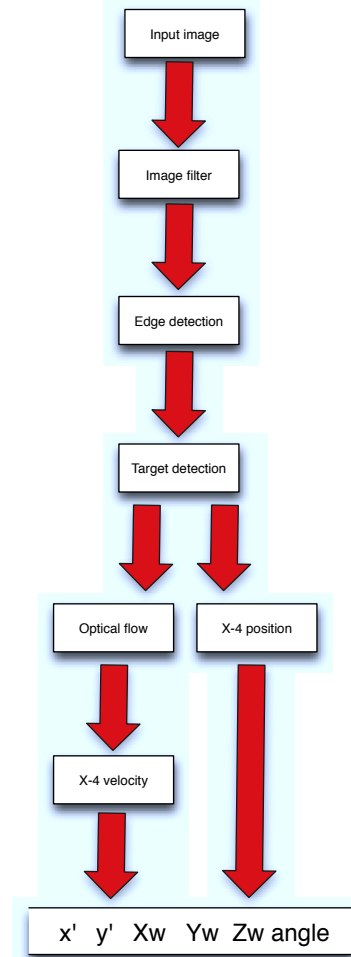 Input image
Image filter
Edge detection
Target detection
Optical flow
X-4 position
X-4 velocity
x' y' Xw Yw Zw angle